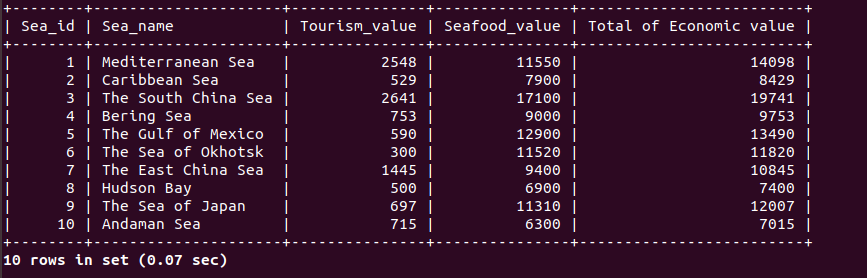 | Sea_id | Sea_name | Tourism_value | Seafood_value | Total of Economic value |
| 1 | Mediterranean Sea | 2548 | 11550 | 14098 |
| 2 | Caribbean Sea | 529 | 7900 | 8429 |
| 3 | The South China Sea | 2641 | 17100 | 19741 |
| 4 | Bering Sea | 753 | 9000 | 9753 |
| 5 | The Gulf of Mexico | 590 | 12900 | 13490 |
| 6 | The Sea of Okhotsk | 300 | 11520 | 11820 |
| 7 | The East China Sea | 1445 | 9400 | 10845 |
| 8 | Hudson Bay | 500 | 6900 | 7400 |
| 9 | The Sea of Japan | 697 | 11310 | 12007 |
| 10 | Andaman Sea | 715 | 6300 | 7015 |
10 rows in set (0.07 sec)